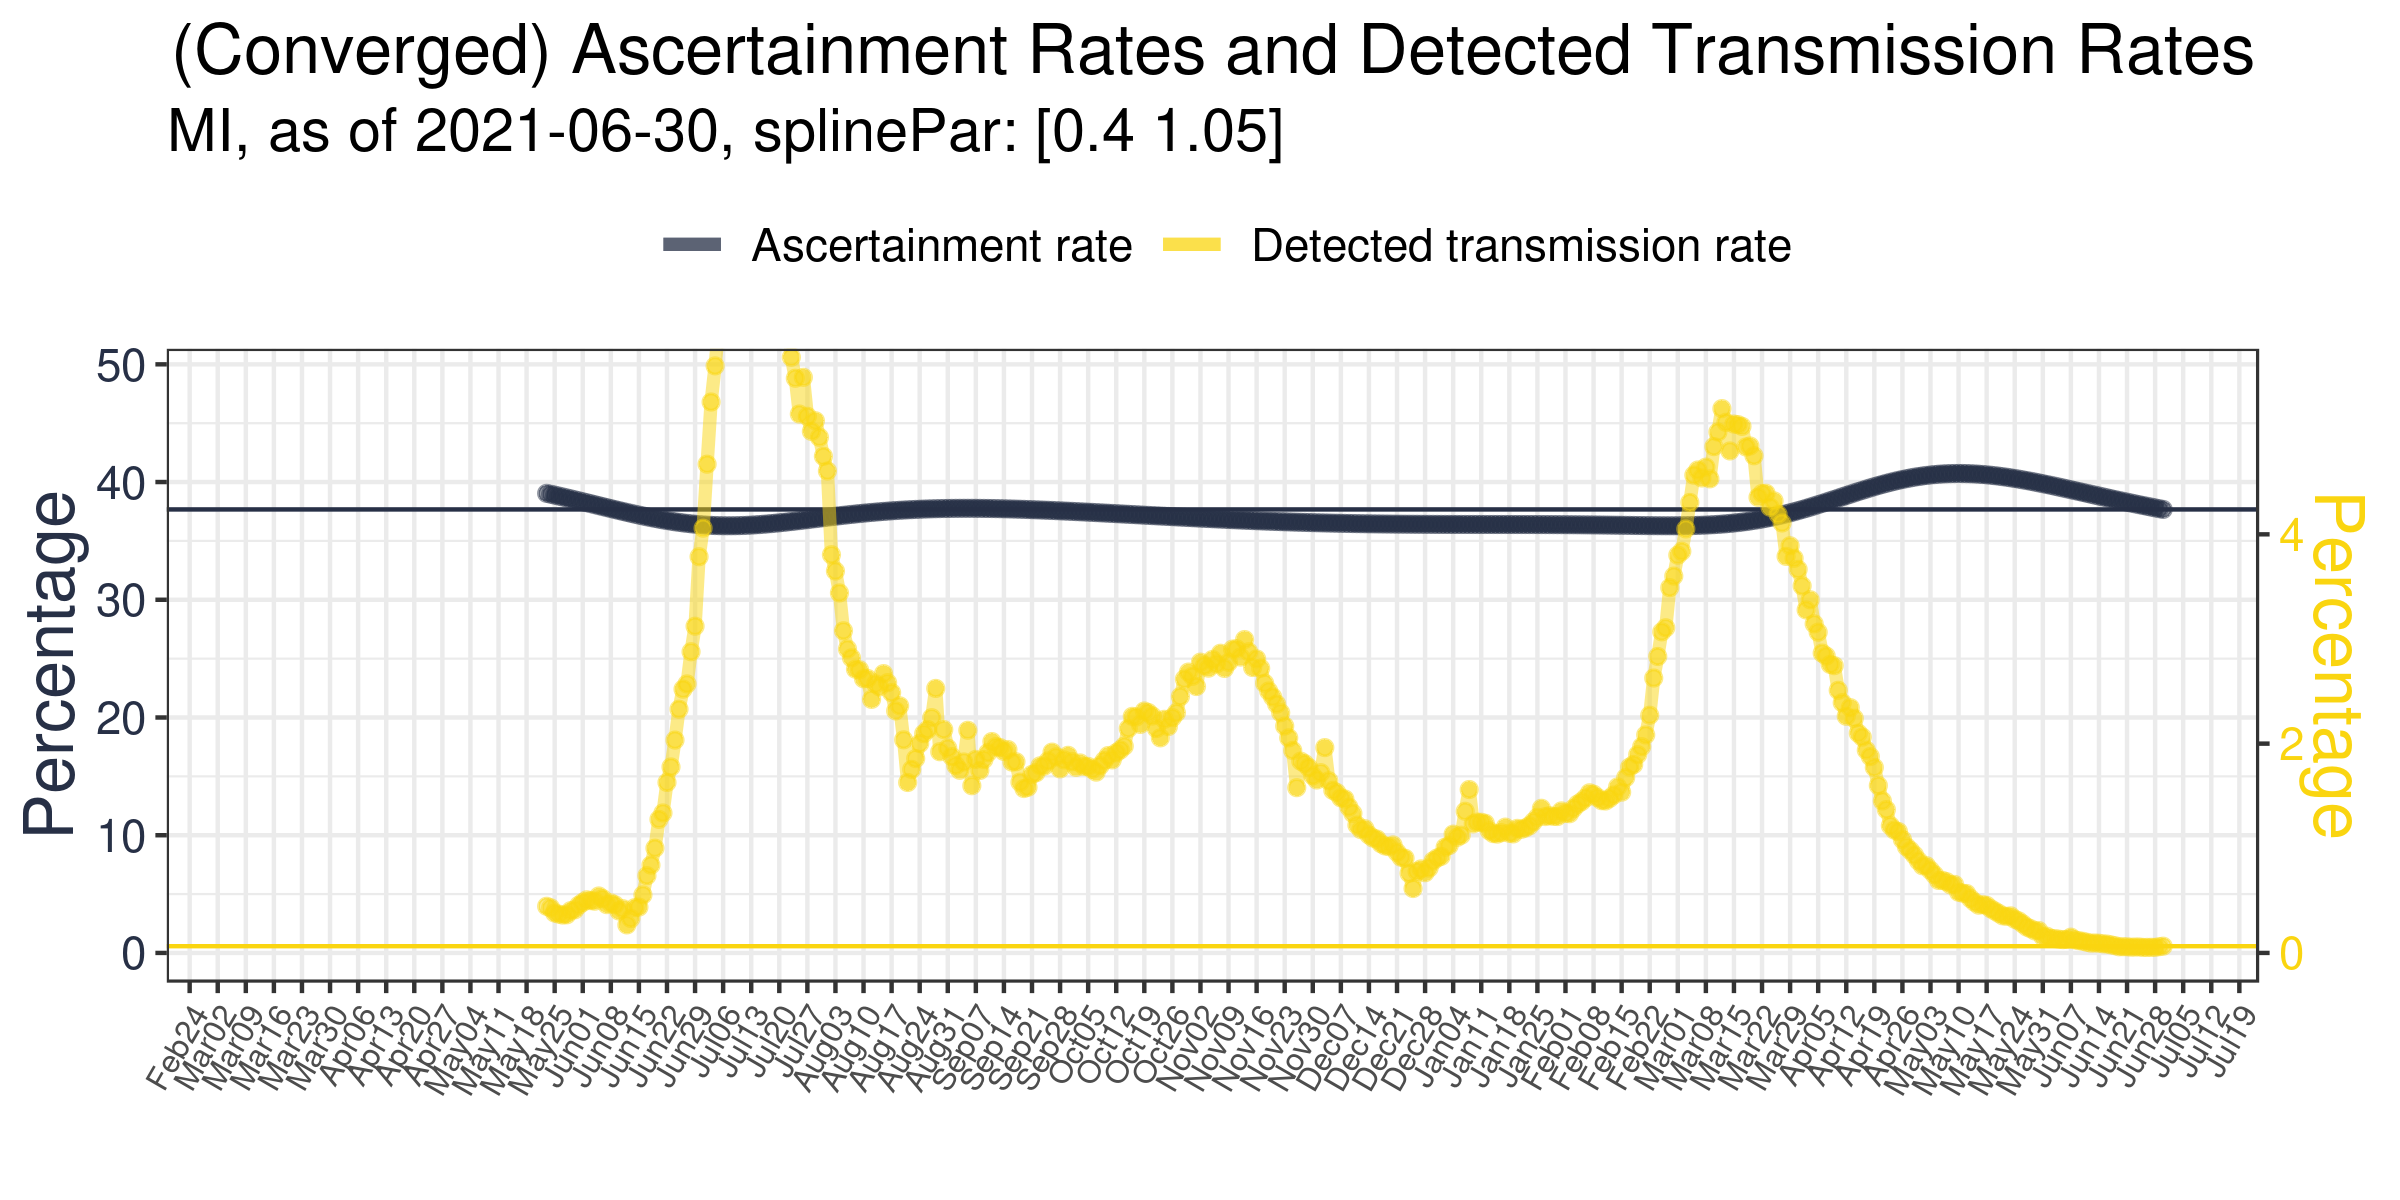 (Converged) Ascertainment Rates and Detected Transmission Rates
MI, as of 2021-06-30, splinePar: [0.4 1.05]
Ascertainment rate
Detected transmission rate
Percentage
50
40
30
20
10
0
4
2
0
Percentage
Feb24
Mar02
Mar09
Mar16
Mar23
Mar30
Apr06
Apr13
Apr20
Apr27
May04
May11
May18
May25
Jun01
Jun08
Jun15
Jun22
Jun29
Jul06
Jul13
Jul20
Jul27
Aug03
Aug10
Aug17
Aug24
Aug31
Sep07
Sep14
Sep21
Sep28
Oct05
Oct12
Oct19
Oct26
Nov02
Nov09
Nov16
Nov23
Nov30
Dec07
Dec14
Dec21
Dec28
Jan04
Jan11
Jan18
Jan25
Feb01
Feb08
Feb15
Feb22
Mar01
Mar08
Mar15
Mar22
Mar29
Apr05
Apr12
Apr19
Apr26
May03
May10
May17
May24
May31
Jun07
Jun14
Jun21
Jun28
Jul05
Jul12
Jul19